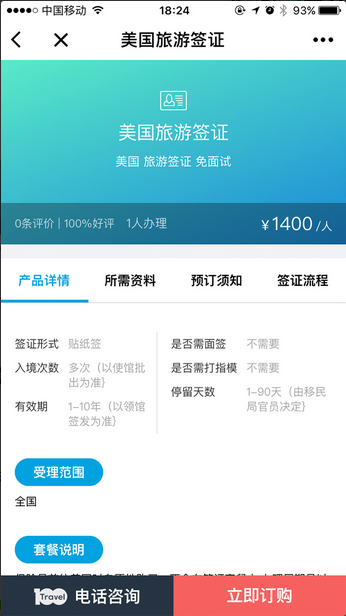 中国移动
18:24
93%
美国旅游签证
美国旅游签证
美国 旅游签证 免面试
0条评价 | 100%好评 1人办理
¥1400/人
产品详情 所需资料 预订须知 签证流程
签证形式 贴纸签
是否需面签 不需要
入境次数 多次（以使馆批出为准）
是否需打指模 不需要
停留天数 1-90天（由移民局官员决定）
有效期 1-10年（以领馆签发为准）
受理范围
全国
套餐说明
100 Travel 电话咨询
立即订购